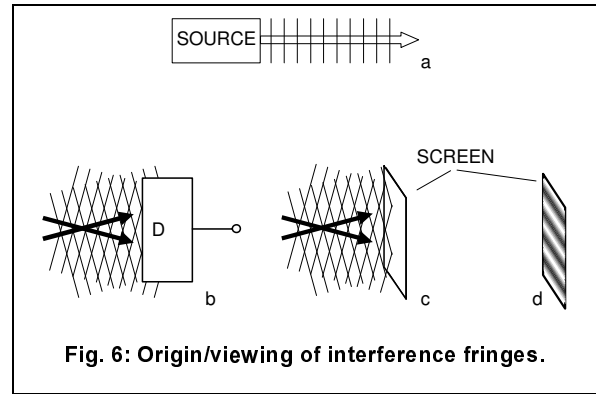 SOURCE
a
SCREEN
D
b
c
d
Fig. 6: Origin/viewing of interference fringes.